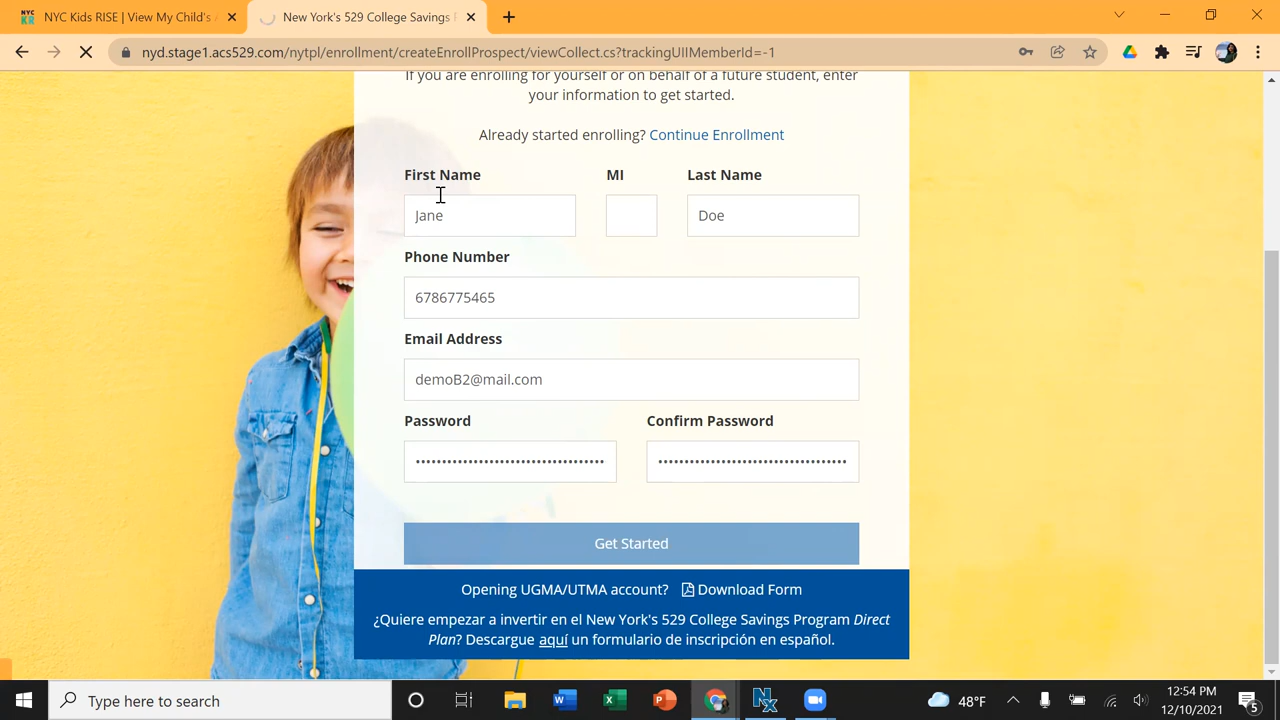 NYC Kids RISE | View My Child's
New York's 529 College Savings
nyd.stage1.acs529.com/nytpl/enrollment/createEnrollProspect/viewCollect.cs?trackingUIIMemberId=-1
If you are enrolling for yourself or on behalf of a future student, enter
your information to get started.
Already started enrolling? Continue Enrollment
First Name MI Last Name
Jane Doe
Phone Number
6786775465
Email Address
demoB2@mail.com
Password Confirm Password
Get Started
Opening UGMA/UTMA account? Download Form
¿Quiere empezar a invertir en el New York's 529 College Savings Program Direct
Plan? Descargue aquí un formulario de inscripción en español.
Type here to search
48°F
12:54 PM
12/10/2021
5